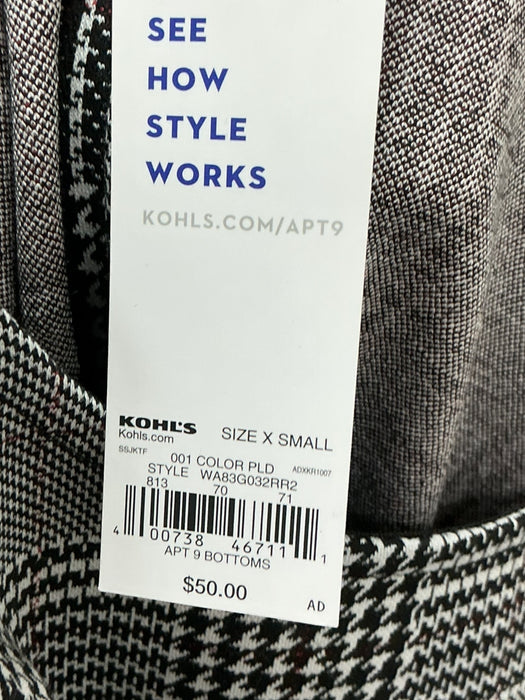 SEE
HOW
STYLE
WORKS
KOHLS.COM/APT9
KOHL'S SIZE X SMALL
Kohls.com
SSJKTF 001 COLOR PLD ADXKR1007
STYLE WA83G032RR2
813 70 71
4 00738 46711 1
APT 9 BOTTOMS
$50.00 AD